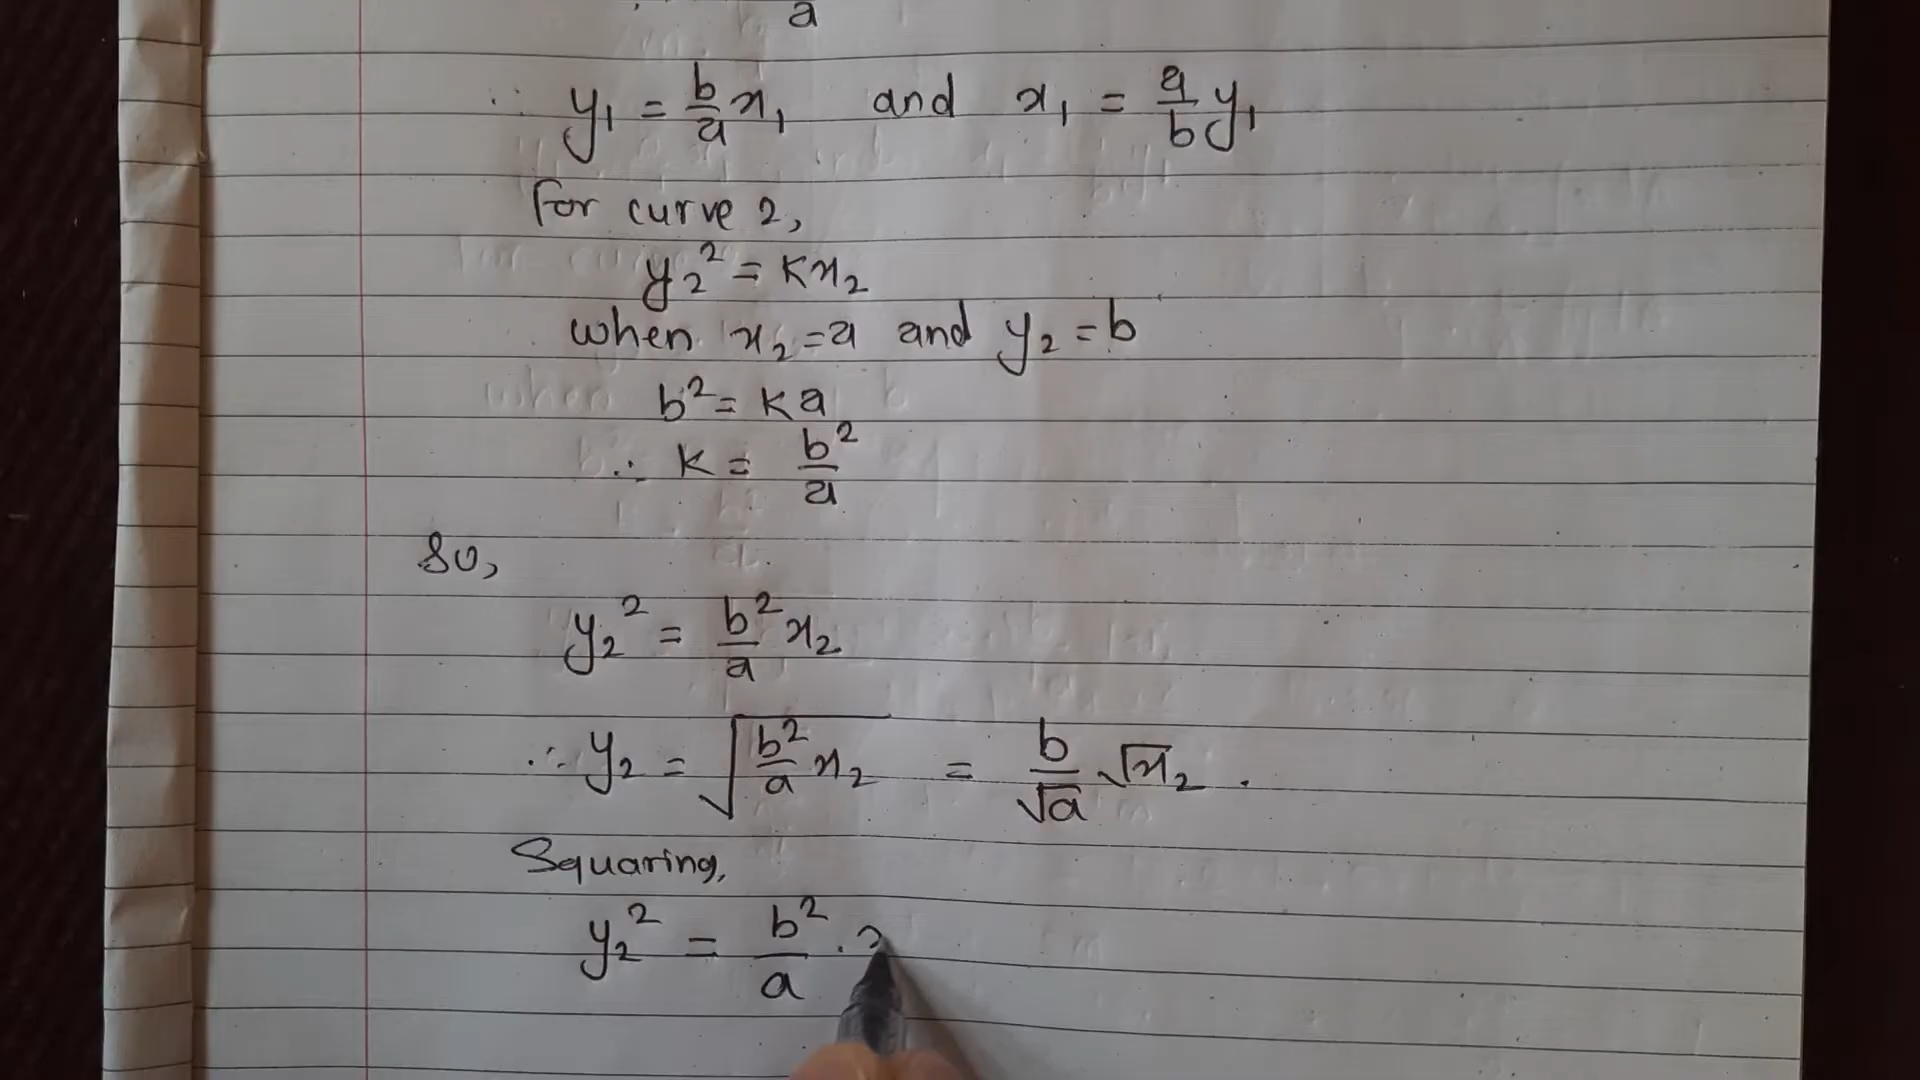 a
∴ y₁ = b/a x₁ and x₁ = a/b y₁
For curve 2,
y₂² = kx₂
when x₂ = a and y₂ = b
b² = ka
∴ k = b²/a
So,
y₂² = b²/a x₂
∴ y₂ = √(b²/a x₂) = b/√a √x₂ .
Squaring,
y₂² = b²/a .